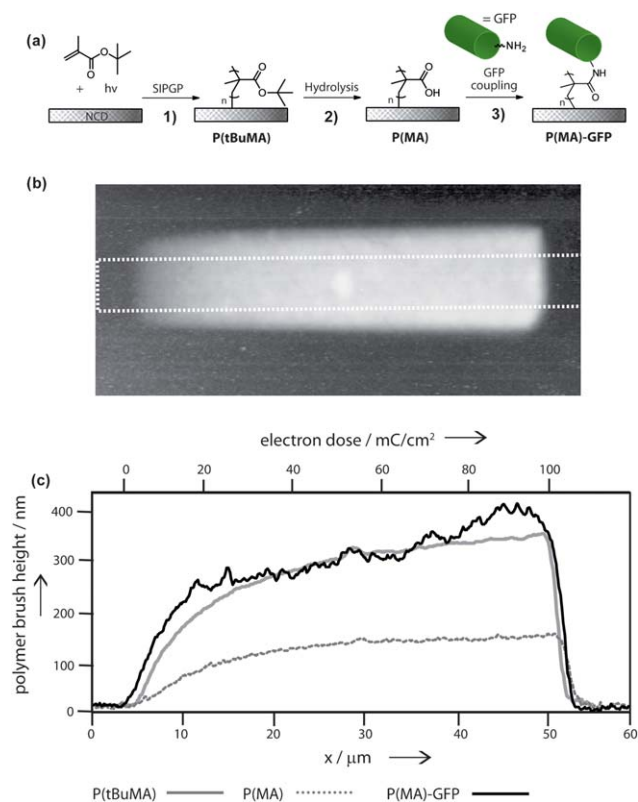 (a)
= GFP
NH2
O
O
+ hν
NCD
SIPGP
1)
n
O
O
P(tBuMA)
Hydrolysis
2)
n
O
OH
P(MA)
GFP
coupling
3)
n
NH
O
P(MA)-GFP
(b)
electron dose / mC/cm²
0 20 40 60 80 100
(c)
polymer brush height / nm
400
300
200
100
0
0 10 20 30 40 50 60
x / μm
P(tBuMA) P(MA) P(MA)-GFP